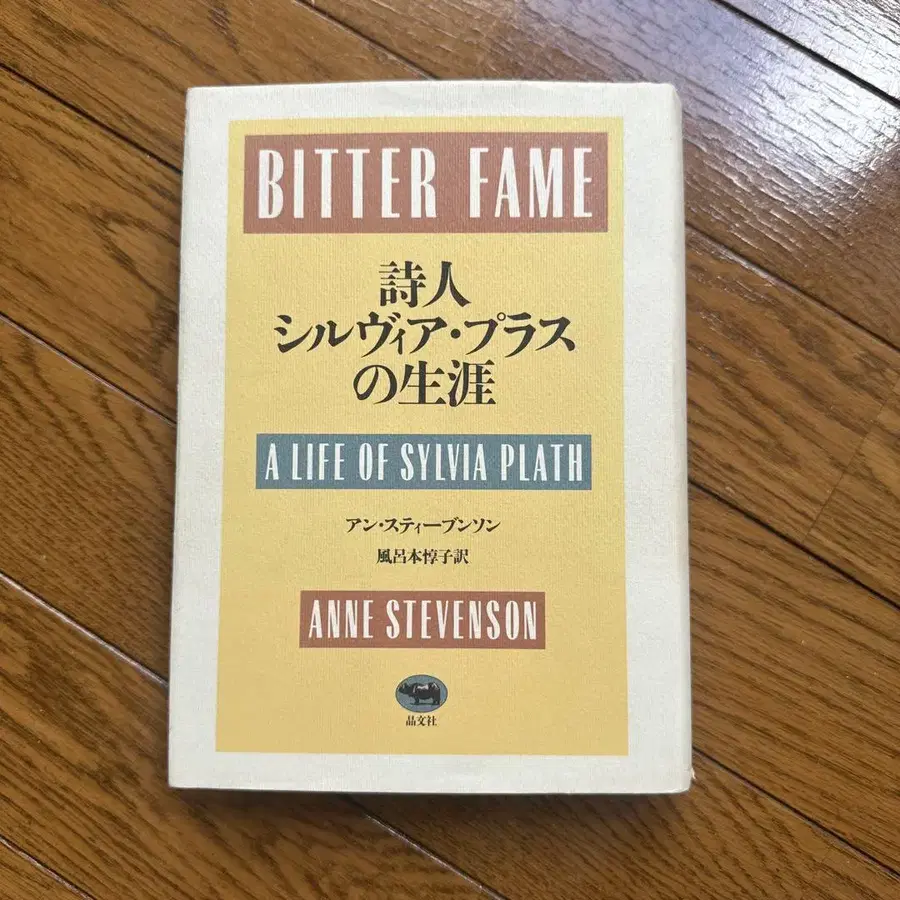 BITTER FAME
詩人
シルヴィア・プラス
の生涯
A LIFE OF SYLVIA PLATH
アン・スティーブンソン
風呂本惇子訳
ANNE STEVENSON
晶文社